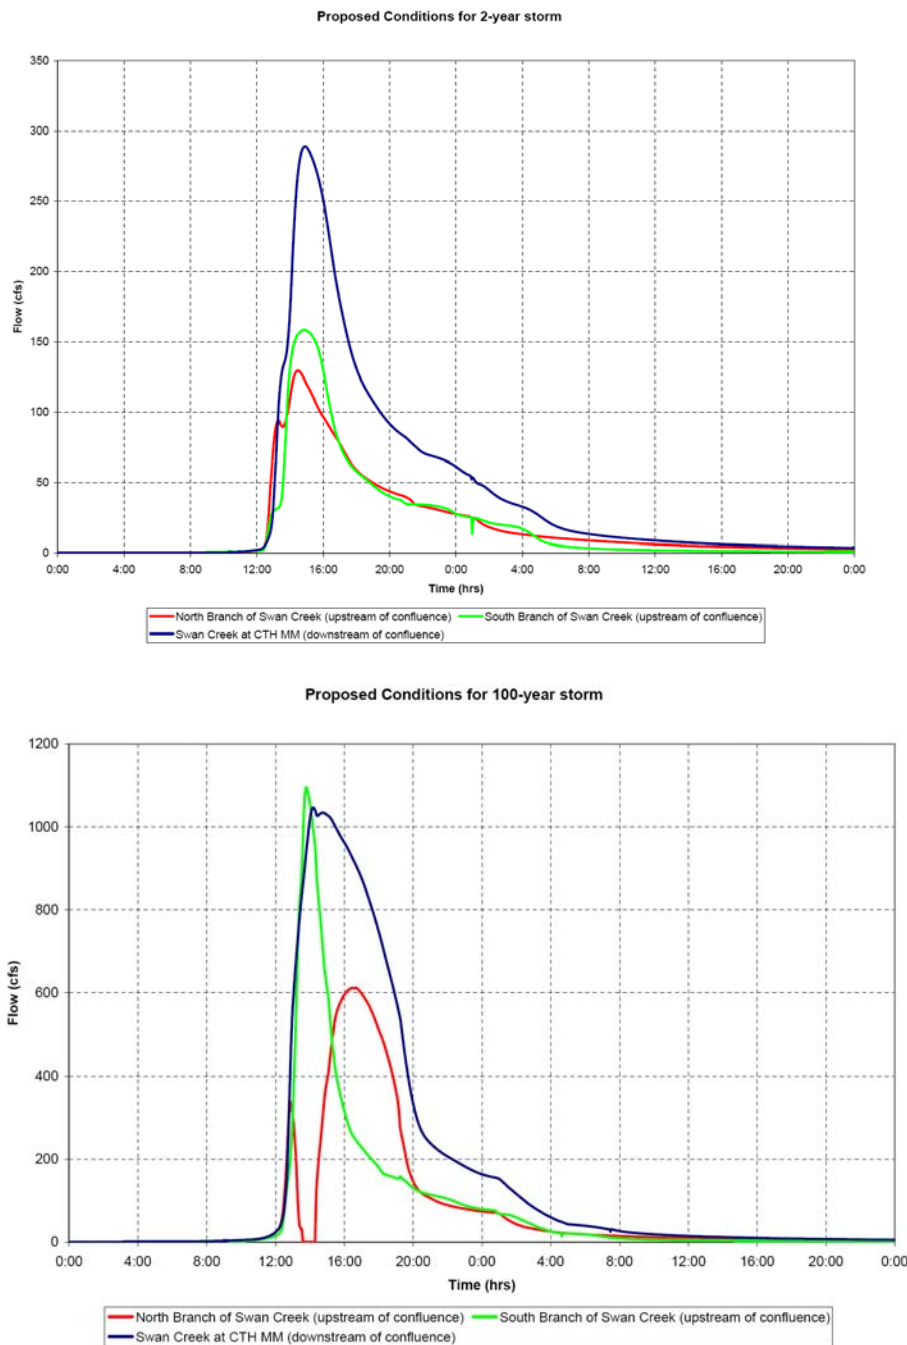 Proposed Conditions for 2-year storm
350
300
250
200
150
100
50
0
Flow (cfs)
0:00 4:00 8:00 12:00 16:00 20:00 0:00 4:00 8:00 12:00 16:00 20:00 0:00
Time (hrs)
North Branch of Swan Creek (upstream of confluence) South Branch of Swan Creek (upstream of confluence)
Swan Creek at CTH MM (downstream of confluence)
Proposed Conditions for 100-year storm
1200
1000
800
600
400
200
0
Flow (cfs)
0:00 4:00 8:00 12:00 16:00 20:00 0:00 4:00 8:00 12:00 16:00 20:00 0:00
Time (hrs)
North Branch of Swan Creek (upstream of confluence) South Branch of Swan Creek (upstream of confluence)
Swan Creek at CTH MM (downstream of confluence)